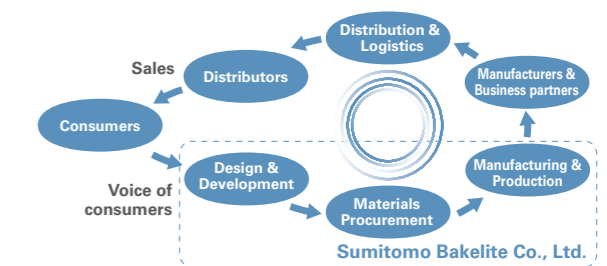 Distribution &
Logistics
Sales
Distributors
Manufacturers &
Business partners
Consumers
Design &
Development
Manufacturing &
Production
Voice of
consumers
Materials
Procurement
Sumitomo Bakelite Co., Ltd.